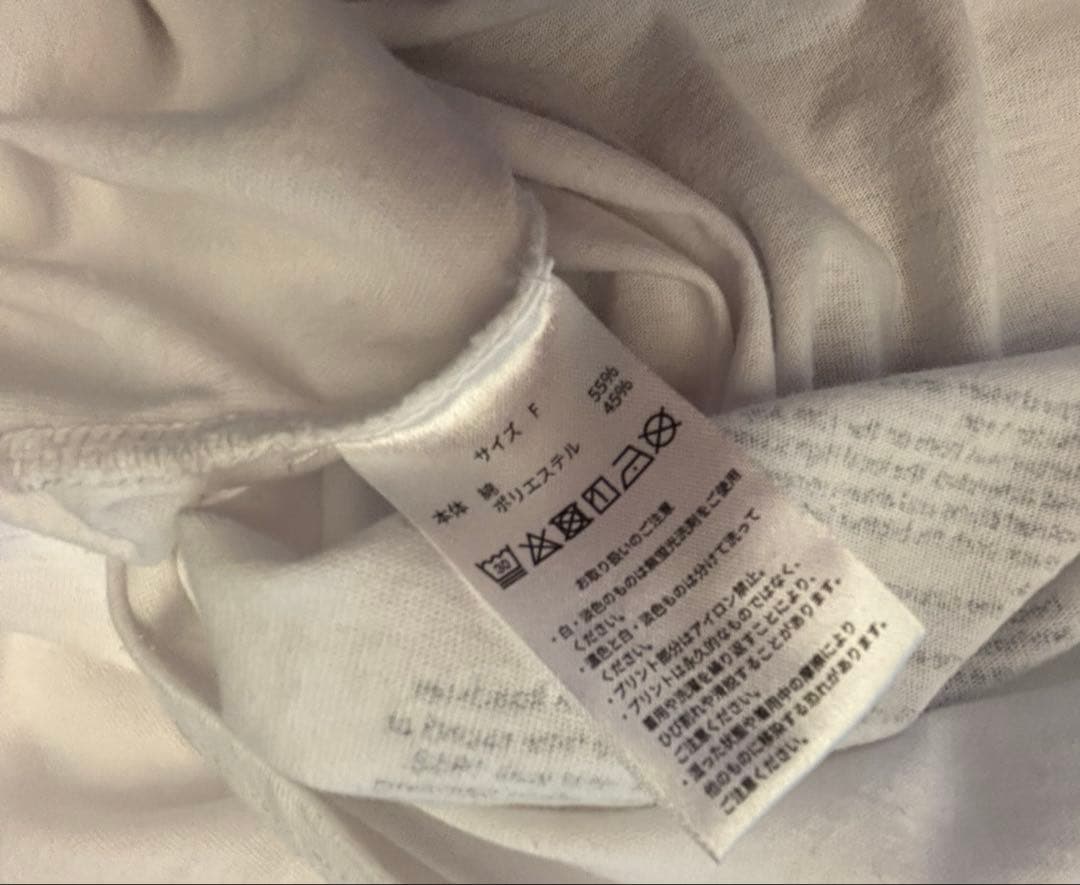 サイズ F
本体 綿 55%
ポリエステル 45%
30
お取り扱いのご注意
・白・淡色のものは無蛍光洗剤をご使用
ください。
・濃色と白・淡色ものは分けて洗って
ください。
・プリント部分はアイロン禁止。
・プリントは永久的なものではなく、
着用や洗濯を繰り返すことにより、
ひび割れや消脱することがあります。
ご注意ください。
・湿った状態や着用中の摩擦により
他のものに移染する恐れがあります。
ご注意ください。